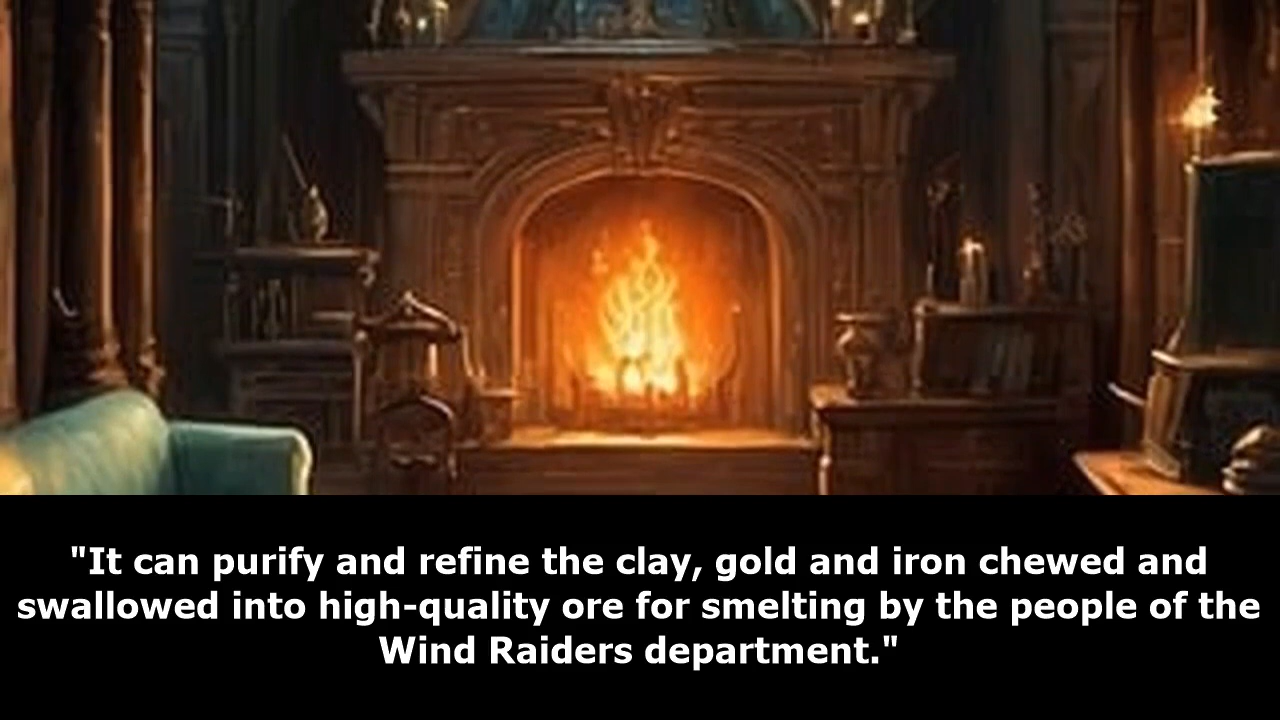 "It can purify and refine the clay, gold and iron chewed and
swallowed into high-quality ore for smelting by the people of the
Wind Raiders department."